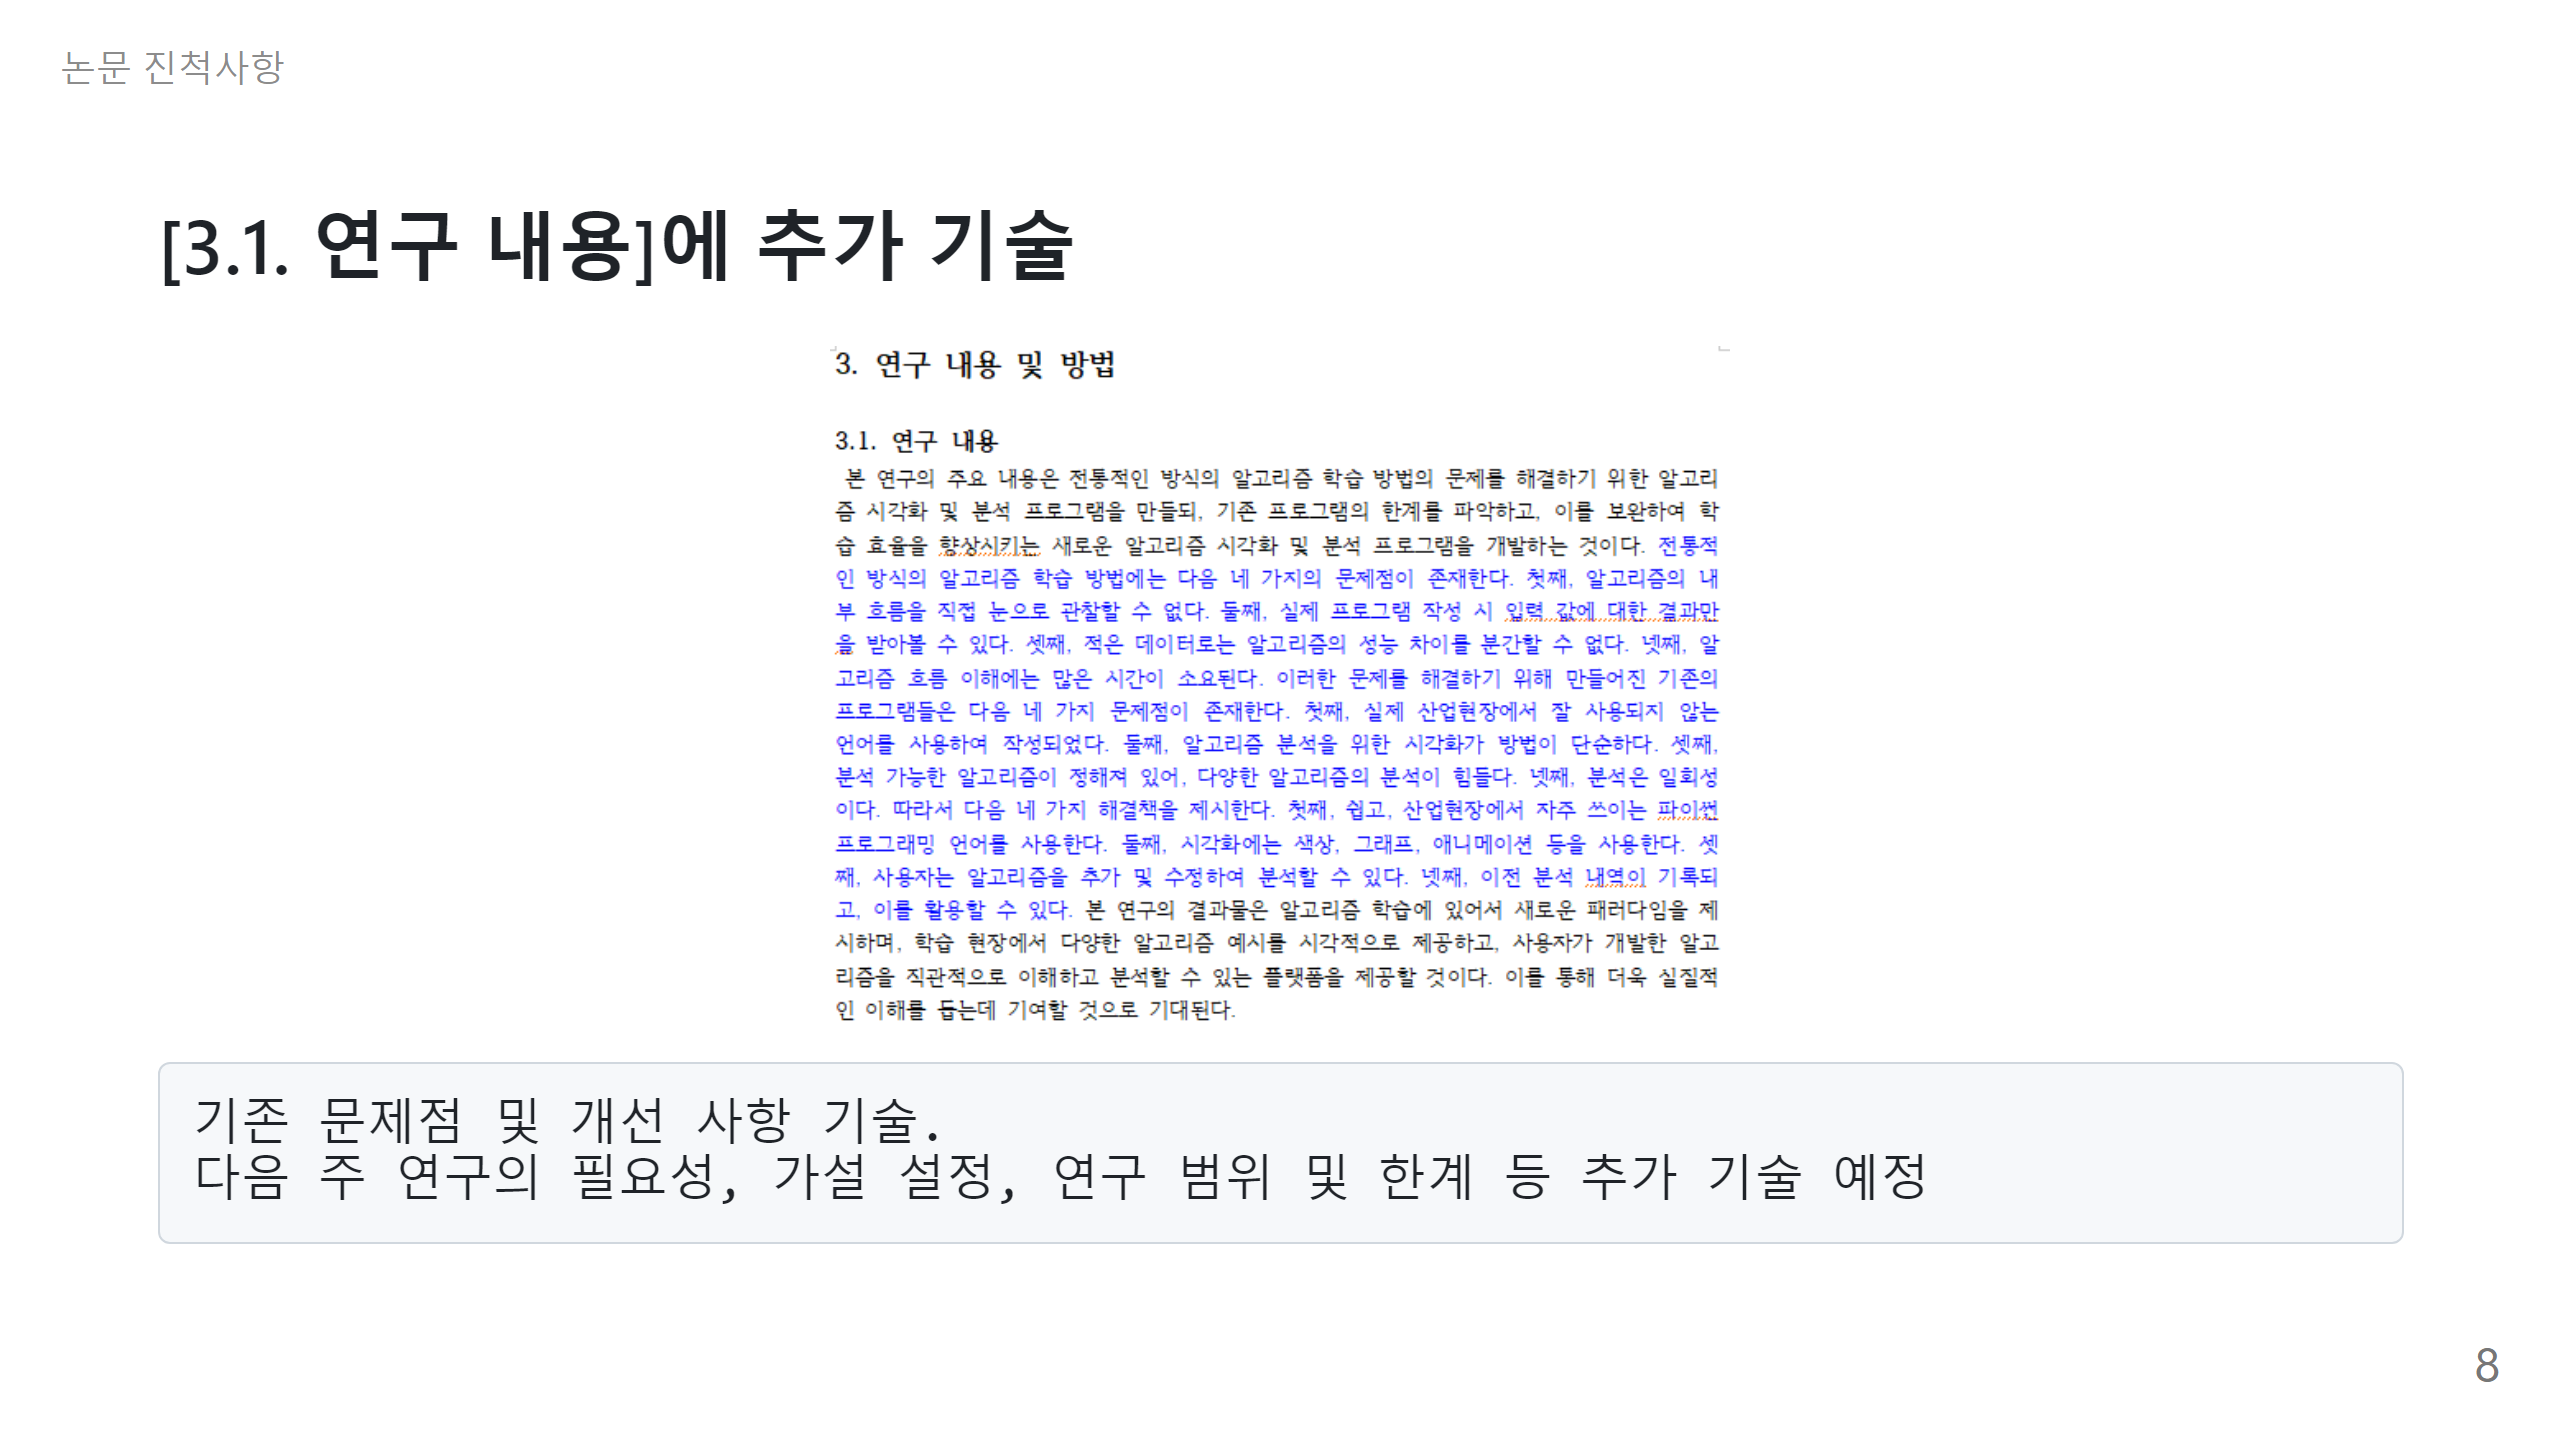 논문 진척사항
[3.1. 연구 내용]에 추가 기술
3. 연구 내용 및 방법
3.1. 연구 내용
본 연구의 주요 내용은 전통적인 방식의 알고리즘 학습 방법의 문제를 해결하기 위한 알고리
즘 시각화 및 분석 프로그램을 만들되, 기존 프로그램의 한계를 파악하고, 이를 보완하여 학
습 효율을 향상시키는 새로운 알고리즘 시각화 및 분석 프로그램을 개발하는 것이다. 전통적
인 방식의 알고리즘 학습 방법에는 다음 네 가지의 문제점이 존재한다. 첫째, 알고리즘의 내
부 흐름을 직접 눈으로 관찰할 수 없다. 둘째, 실제 프로그램 작성 시 입력 값에 대한 결과만
을 받아볼 수 있다. 셋째, 적은 데이터로는 알고리즘의 성능 차이를 분간할 수 없다. 넷째, 알
고리즘 흐름 이해에는 많은 시간이 소요된다. 이러한 문제를 해결하기 위해 만들어진 기존의
프로그램들은 다음 네 가지 문제점이 존재한다. 첫째, 실제 산업현장에서 잘 사용되지 않는
언어를 사용하여 작성되었다. 둘째, 알고리즘 분석을 위한 시각화가 방법이 단순하다. 셋째,
분석 가능한 알고리즘이 정해져 있어, 다양한 알고리즘의 분석이 힘들다. 넷째, 분석은 일회성
이다. 따라서 다음 네 가지 해결책을 제시한다. 첫째, 쉽고, 산업현장에서 자주 쓰이는 파이썬
프로그래밍 언어를 사용한다. 둘째, 시각화에는 색상, 그래프, 애니메이션 등을 사용한다. 셋
째, 사용자는 알고리즘을 추가 및 수정하여 분석할 수 있다. 넷째, 이전 분석 내역이 기록되
고, 이를 활용할 수 있다. 본 연구의 결과물은 알고리즘 학습에 있어서 새로운 패러다임을 제
시하며, 학습 현장에서 다양한 알고리즘 예시를 시각적으로 제공하고, 사용자가 개발한 알고
리즘을 직관적으로 이해하고 분석할 수 있는 플랫폼을 제공할 것이다. 이를 통해 더욱 실질적
인 이해를 돕는데 기여할 것으로 기대된다.
기존 문제점 및 개선 사항 기술.
다음 주 연구의 필요성, 가설 설정, 연구 범위 및 한계 등 추가 기술 예정
8